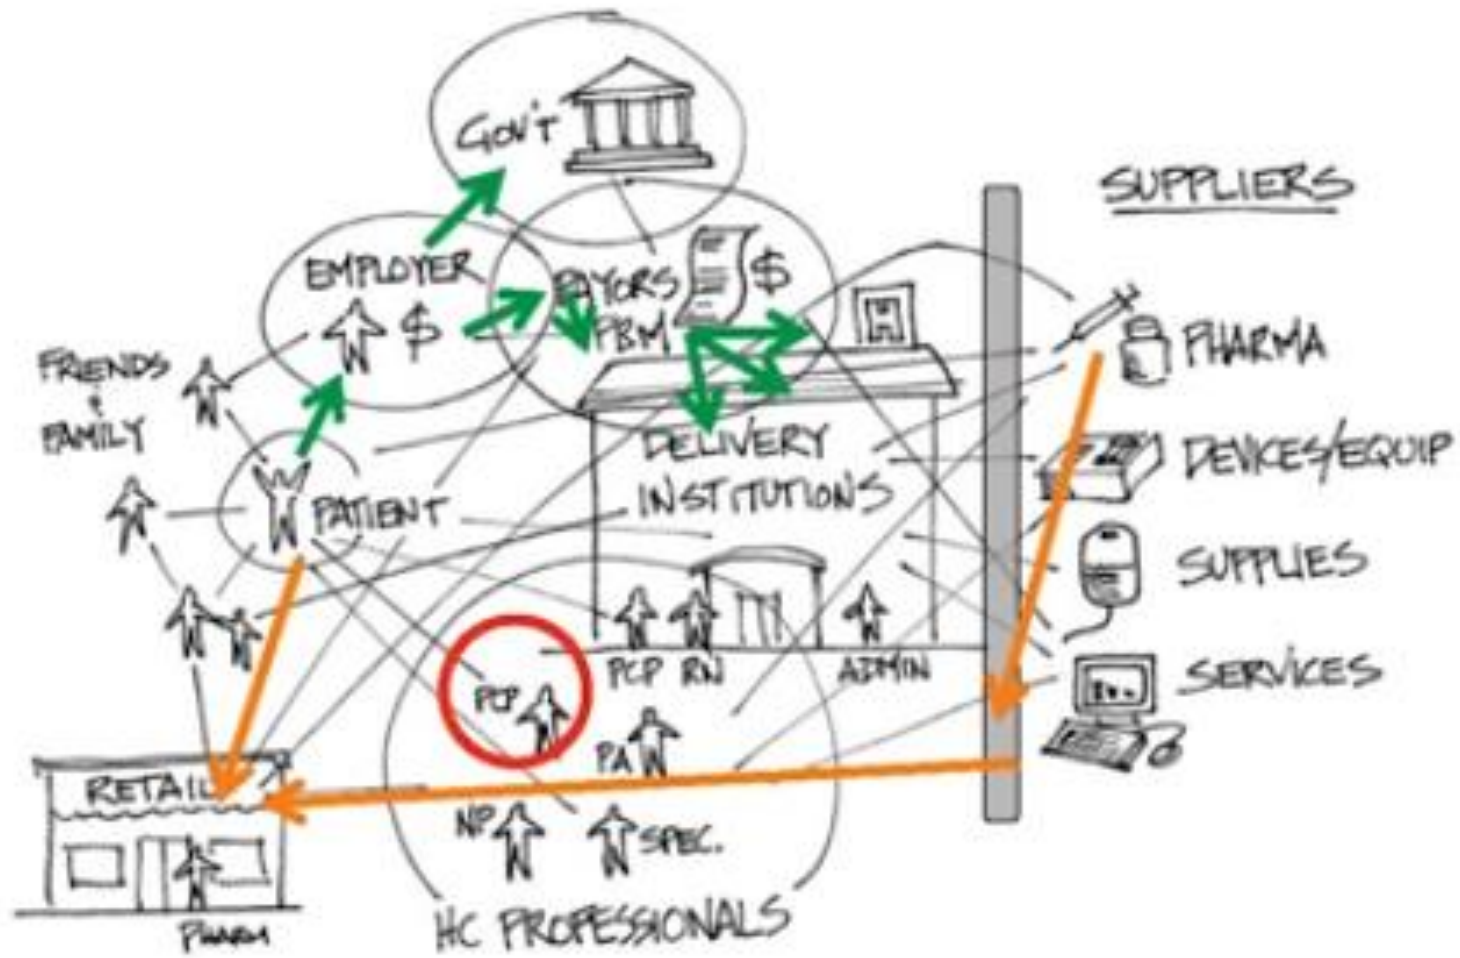 GOV'T
SUPPLIERS
EMPLOYER
$
PAYORS
$
PBM
H
PHARMA
FRIENDS
&
FAMILY
DELIVERY
INSTITUTIONS
DEVICES/EQUIP
PATIENT
SUPPLIES
PCP RN
ADMIN
SERVICES
PCP
PA
RETAIL
NP
SPEC.
HC PROFESSIONALS
PHARM